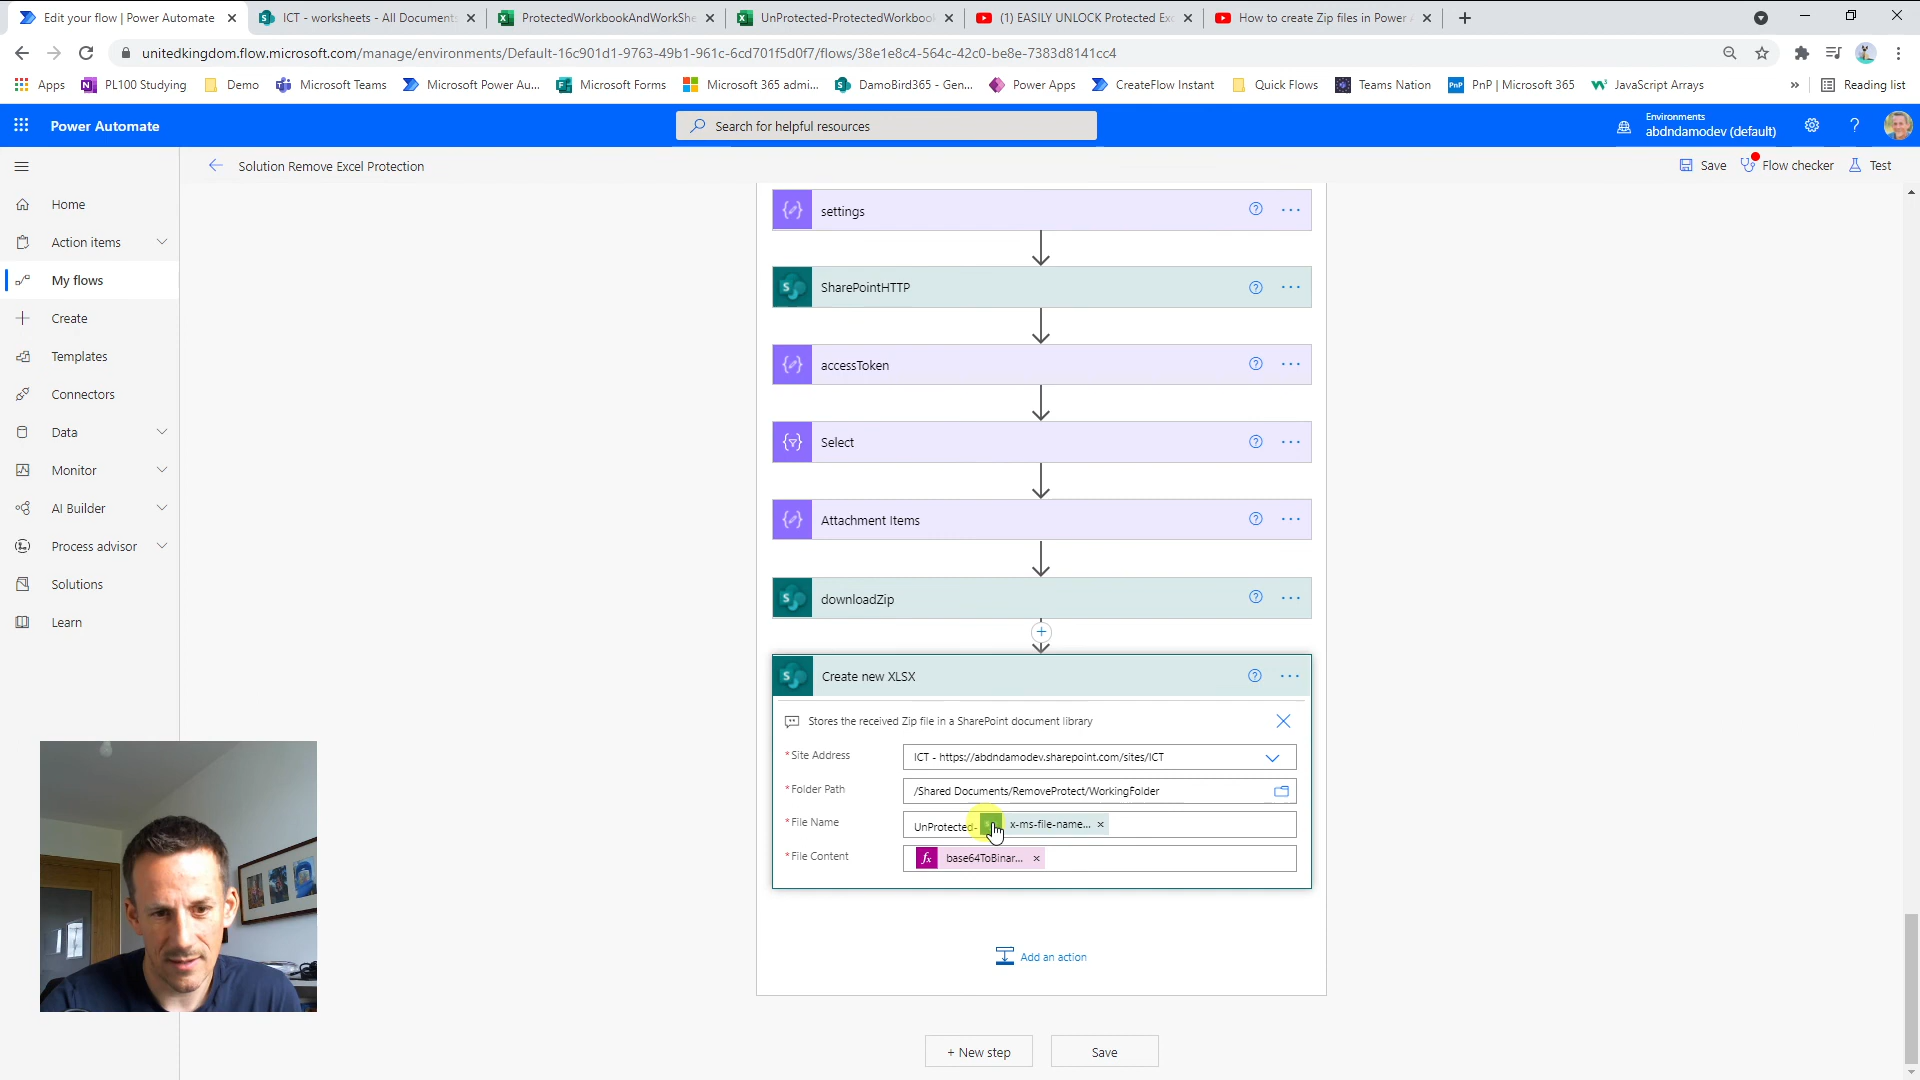 Edit your flow | Power Automate
ICT - worksheets - All Document
ProtectedWorkbookAndWorkShe
UnProtected-ProtectedWorkbook
(1) EASILY UNLOCK Protected Exc
How to create Zip files in Power A
unitedkingdom.flow.microsoft.com/manage/environments/Default-16c901d1-9763-49b1-961c-6cd701f5d0f7/flows/38e1e8c4-564c-42c0-be8e-7383d8141cc4
Apps
PL100 Studying
Demo
Microsoft Teams
Microsoft Power Au...
Microsoft Forms
Microsoft 365 admi...
DamoBird365 - Gen...
Power Apps
CreateFlow Instant
Quick Flows
Teams Nation
PnP | Microsoft 365
JavaScript Arrays
»
Reading list
Power Automate
Search for helpful resources
Environments
abdndamodev (default)
Solution Remove Excel Protection
Save
Flow checker
Test
Home
Action items
My flows
Create
Templates
Connectors
Data
Monitor
AI Builder
Process advisor
Solutions
Learn
settings
SharePointHTTP
accessToken
Select
Attachment Items
downloadZip
Create new XLSX
Stores the received Zip file in a SharePoint document library
* Site Address
ICT - https://abdndamodev.sharepoint.com/sites/ICT
* Folder Path
/Shared Documents/RemoveProtect/WorkingFolder
* File Name
UnProtected- x-ms-file-name... ×
* File Content
fx base64ToBinar... ×
Add an action
+ New step
Save